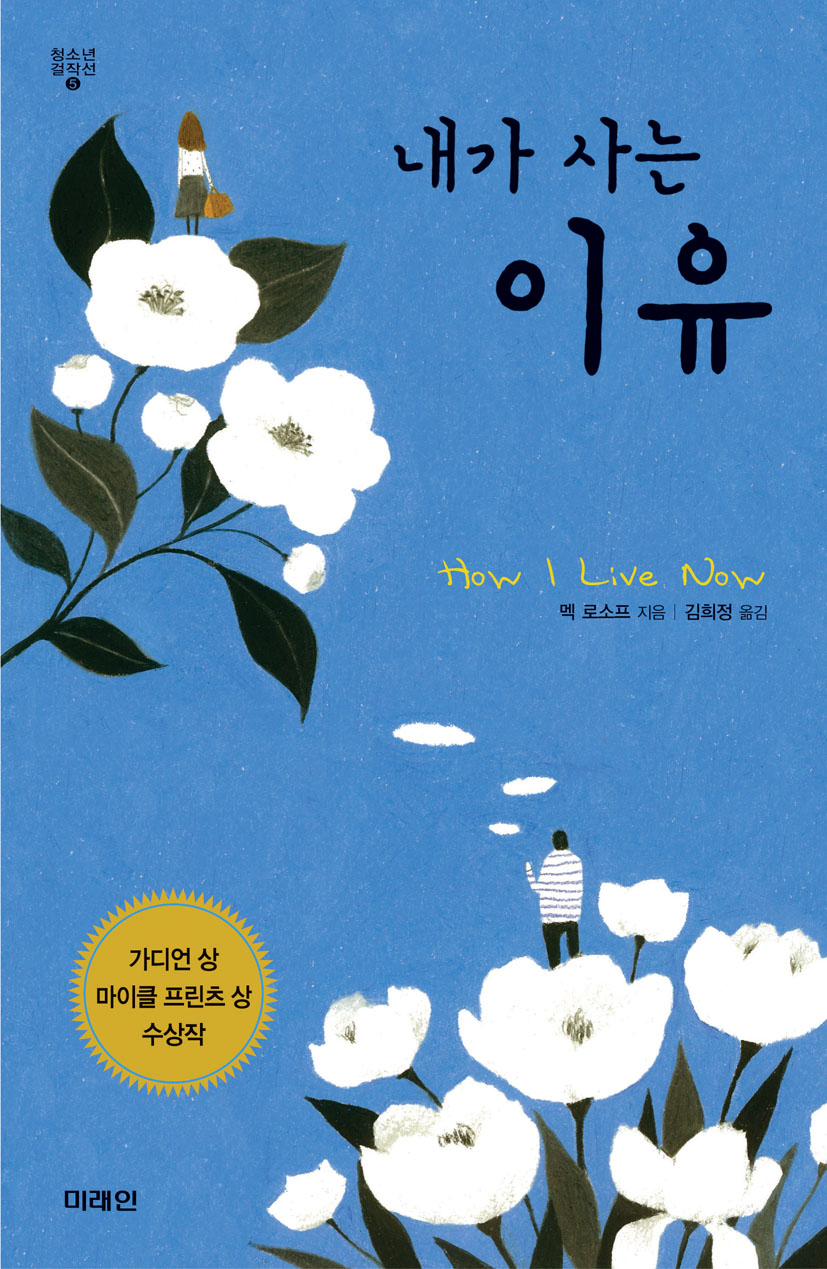 청소년
걸작선
5
내가 사는
이유
How I Live Now
멕 로소프 지음 | 김희정 옮김
가디언 상
마이클 프린츠 상
수상작
미래인